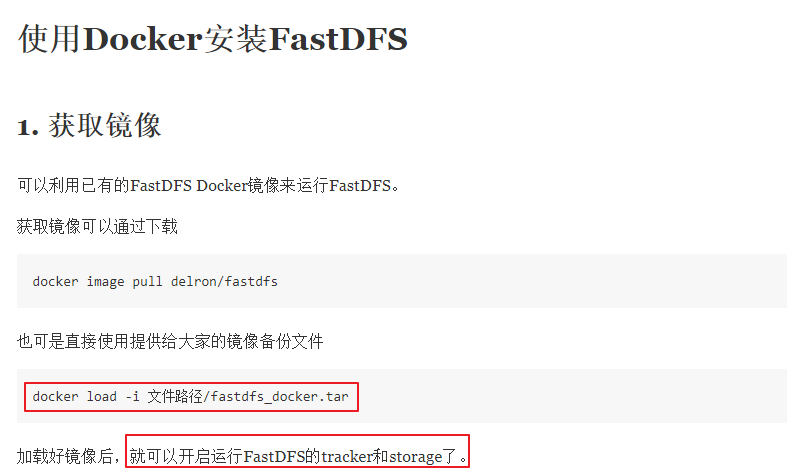 使用Docker安装FastDFS
1. 获取镜像
可以利用已有的FastDFS Docker镜像来运行FastDFS。
获取镜像可以通过下载
docker image pull delron/fastdfs
也可是直接使用提供给大家的镜像备份文件
docker load -i 文件路径/fastdfs_docker.tar
加载好镜像后，就可以开启运行FastDFS的tracker和storage了。